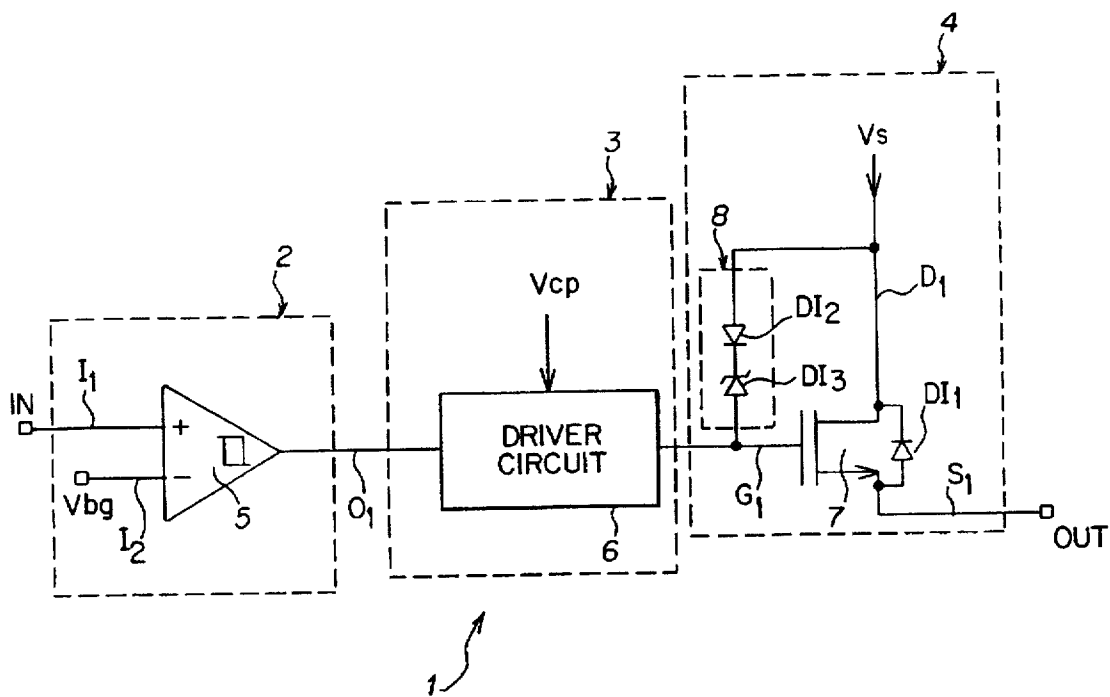 4
3
Vs
8
2
Vcp
D1
DI2
IN
I1
DI3
DI1
+
DRIVER
CIRCUIT
Vbg
-
5
I2
O1
G1
7
S1
6
OUT
1